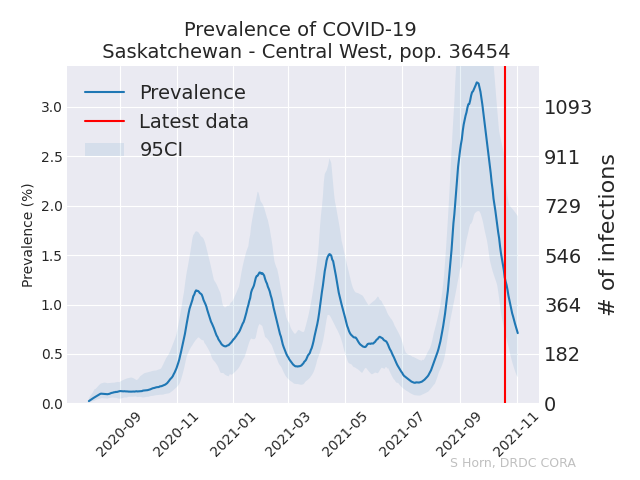 Prevalence of COVID-19
Saskatchewan - Central West, pop. 36454
Prevalence
Latest data
95CI
Prevalence (%)
3.0
2.5
2.0
1.5
1.0
0.5
0.0
1093
911
729
546
364
182
0
# of infections
2020-09
2020-11
2021-01
2021-03
2021-05
2021-07
2021-09
2021-11
S Horn, DRDC CORA